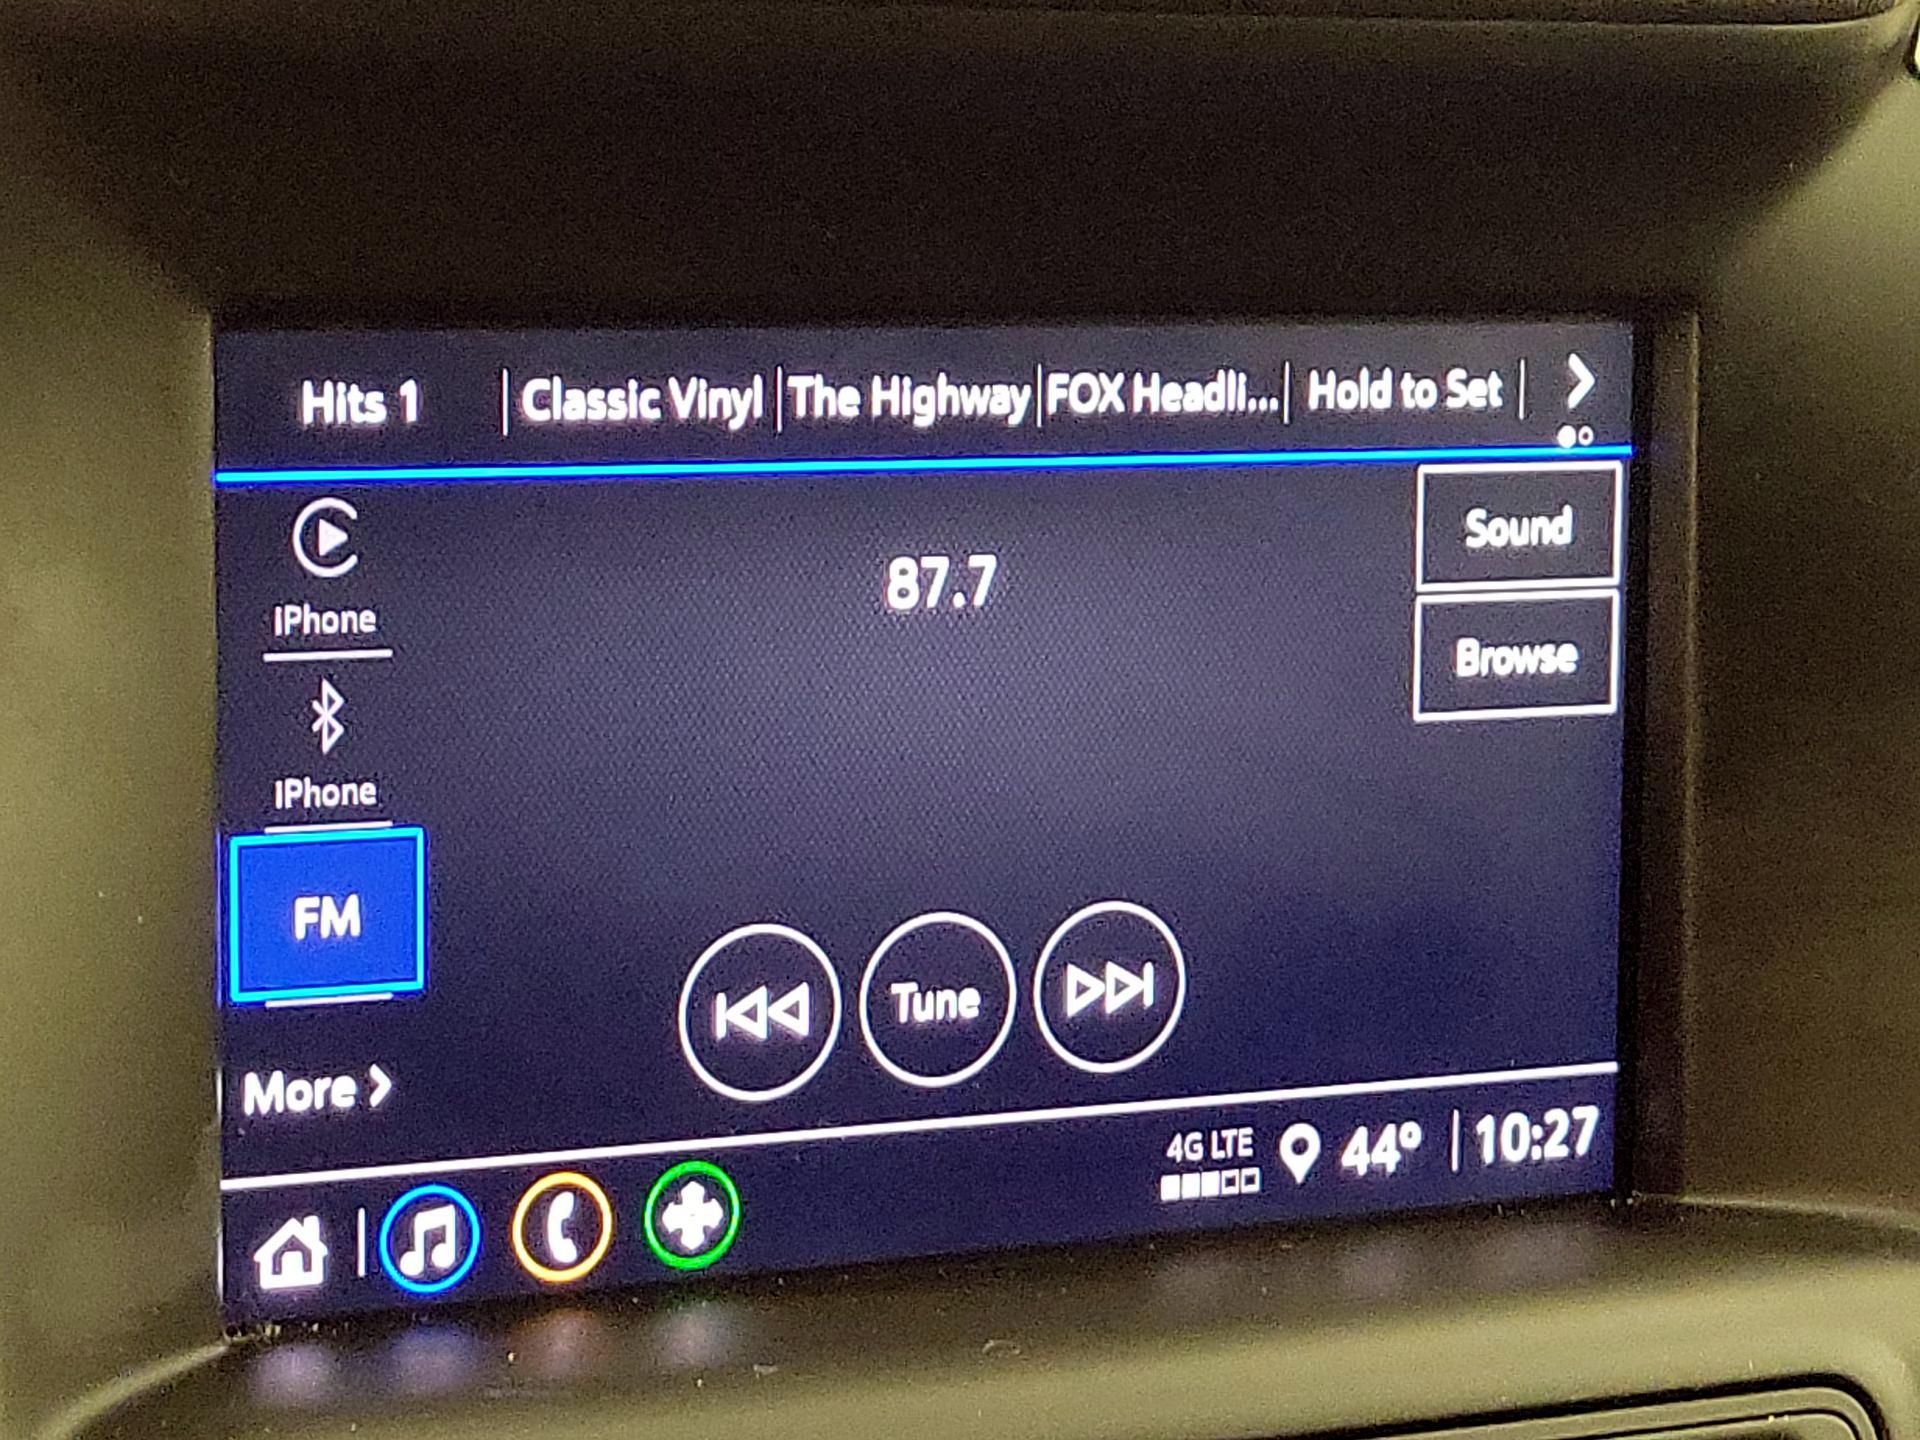 Hits 1 Classic Vinyl The Highway FOX Headli... Hold to Set
Sound
87.7
iPhone
Browse
iPhone
FM
Tune
More
4G LTE 44° 10:27